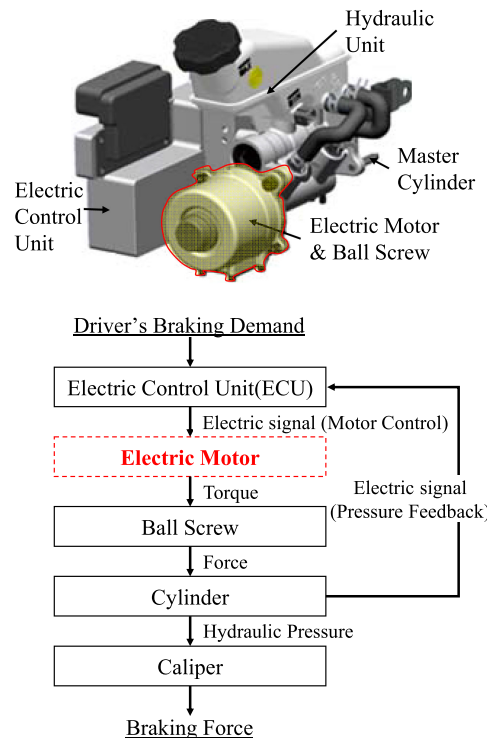 Hydraulic
Unit
Master
Cylinder
Electric
Control
Unit
Electric Motor
& Ball Screw
Driver's Braking Demand
Electric Control Unit(ECU)
Electric signal (Motor Control)
Electric Motor
Electric signal
(Pressure Feedback)
Torque
Ball Screw
Force
Cylinder
Hydraulic Pressure
Caliper
Braking Force